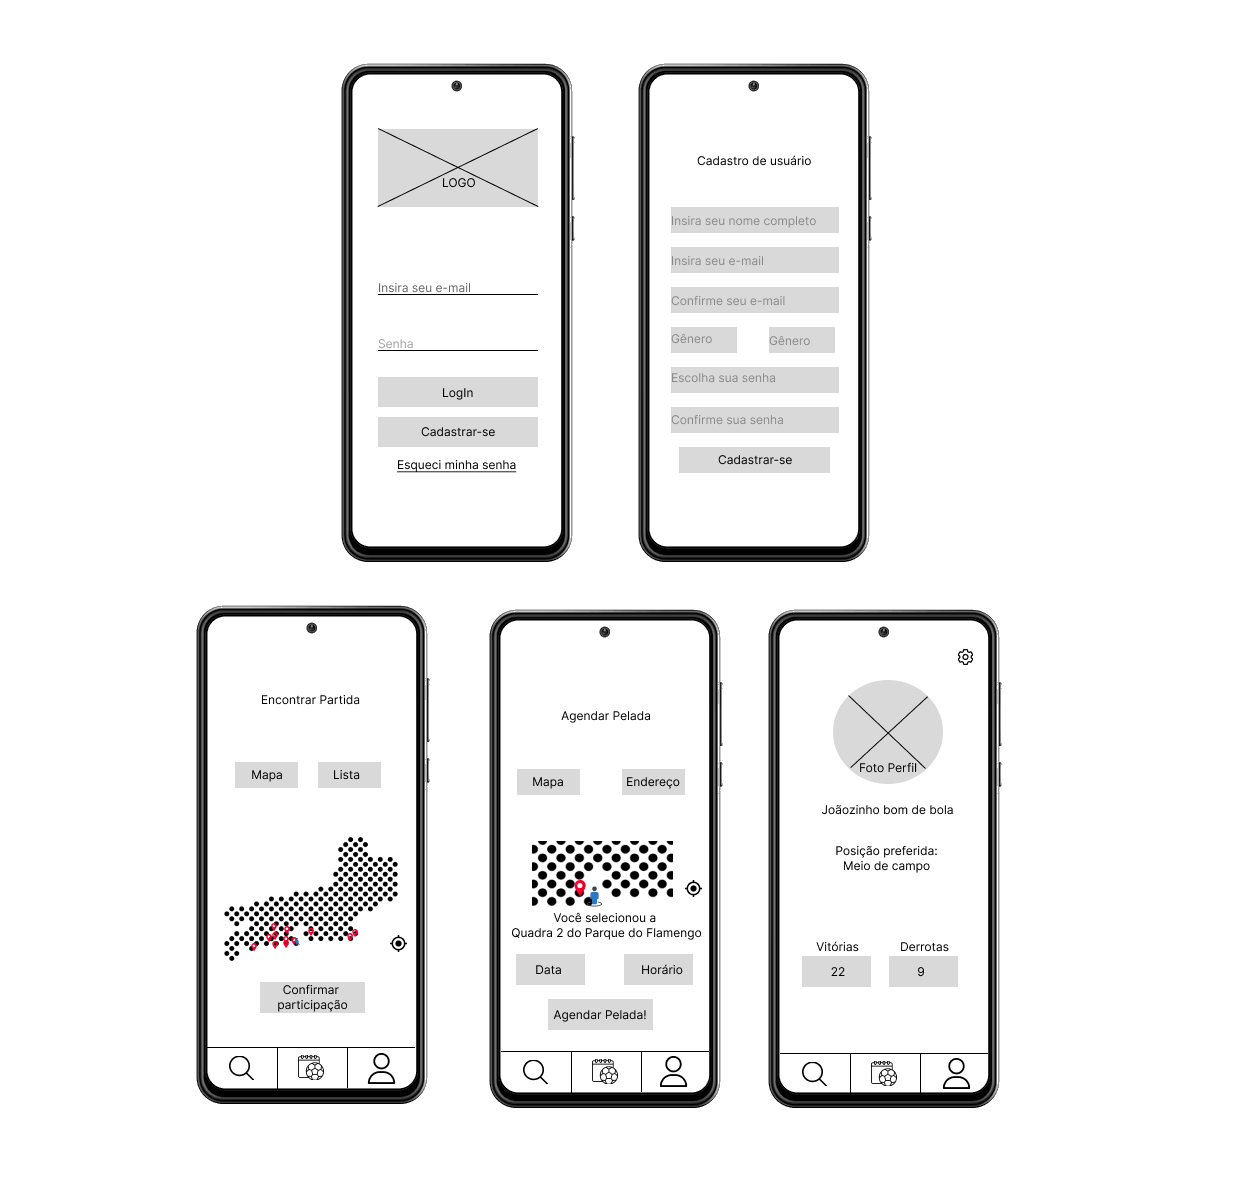 LOGO
Insira seu e-mail
Senha
LogIn
Cadastrar-se
Esqueci minha senha
Cadastro de usuário
Insira seu nome completo
Insira seu e-mail
Confirme seu e-mail
Gênero
Gênero
Escolha sua senha
Confirme sua senha
Cadastrar-se
Encontrar Partida
Mapa
Lista
Confirmar
participação
Agendar Pelada
Mapa
Endereço
Você selecionou a
Quadra 2 do Parque do Flamengo
Data
Horário
Agendar Pelada!
Foto Perfil
Joãozinho bom de bola
Posição preferida:
Meio de campo
Vitórias
Derrotas
22
9